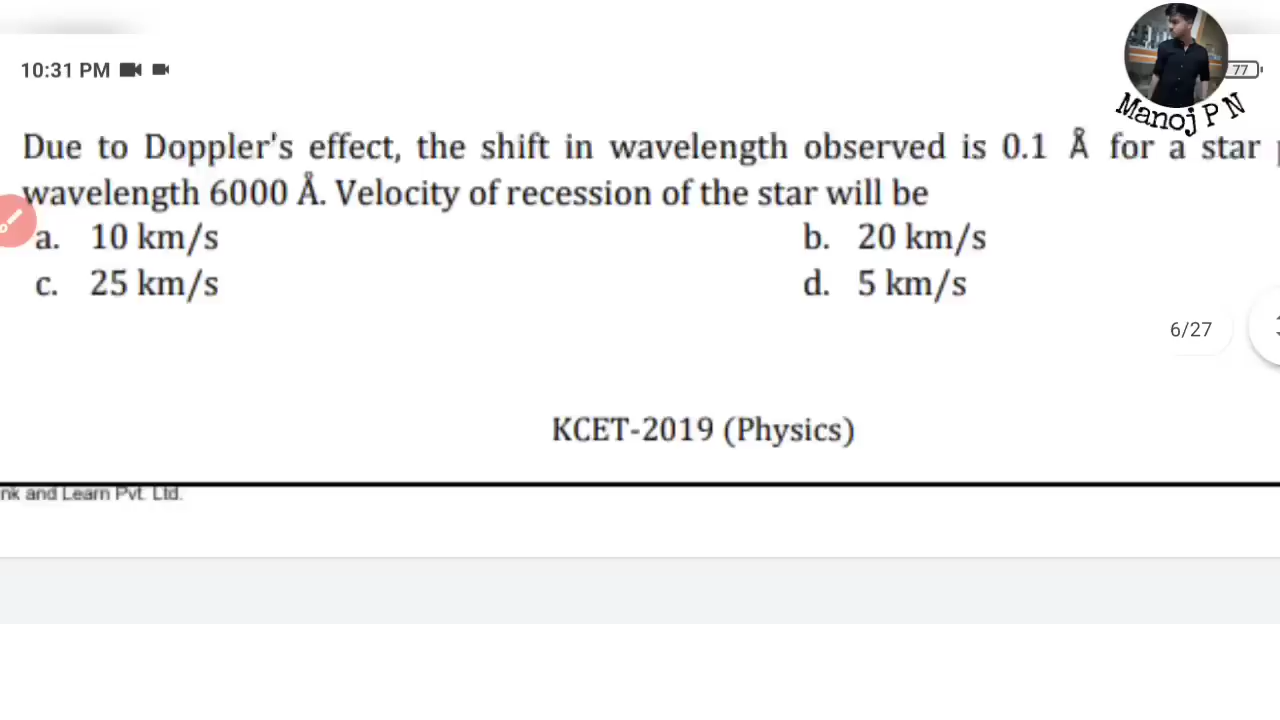 10:31 PM
77
Manoj P N
Due to Doppler's effect, the shift in wavelength observed is 0.1 Å for a star
wavelength 6000 Å. Velocity of recession of the star will be
a. 10 km/s b. 20 km/s
c. 25 km/s d. 5 km/s
6/27
KCET-2019 (Physics)
nk and Learn Pvt. Ltd.